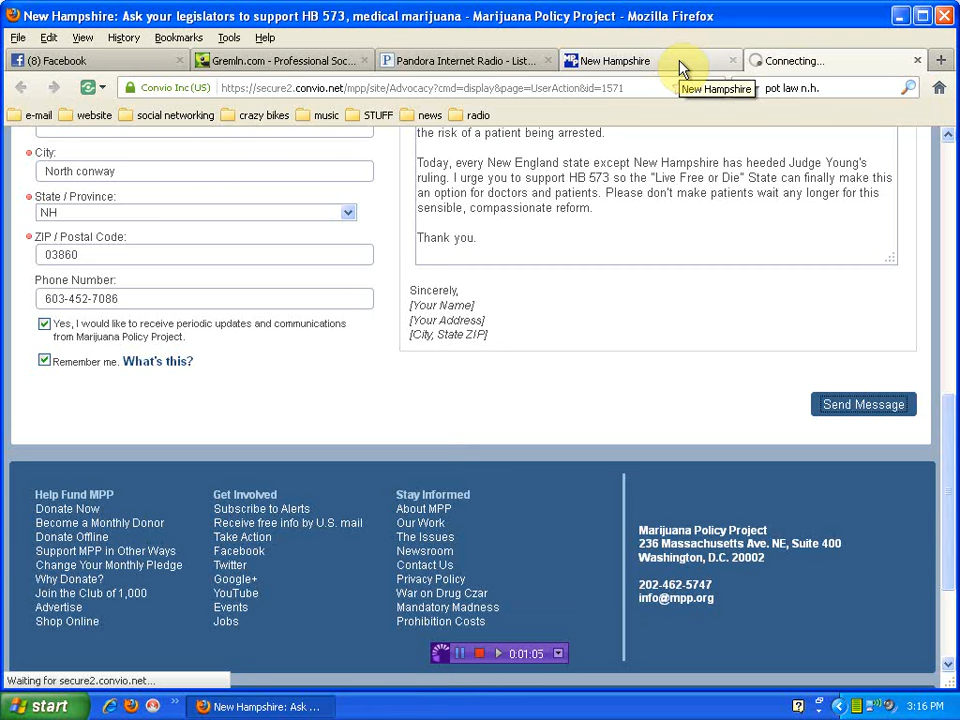 New Hampshire: Ask your legislators to support HB 573, medical marijuana - Marijuana Policy Project - Mozilla Firefox
File Edit View History Bookmarks Tools Help
(8) Facebook
Gremln.com - Professional Soc...
Pandora Internet Radio - List...
New Hampshire
Connecting...
Convio Inc (US)
https://secure2.convio.net/mpp/site/Advocacy?cmd=display&page=UserAction&id=1571
New Hampshire
pot law n.h.
e-mail website social networking crazy bikes music STUFF news radio
City:
North conway
State / Province:
NH
ZIP / Postal Code:
03860
Phone Number:
603-452-7086
Yes, I would like to receive periodic updates and communications
from Marijuana Policy Project.
Remember me. What's this?
the risk of a patient being arrested.
Today, every New England state except New Hampshire has heeded Judge Young's
ruling. I urge you to support HB 573 so the "Live Free or Die" State can finally make this
an option for doctors and patients. Please don't make patients wait any longer for this
sensible, compassionate reform.
Thank you.
Sincerely,
[Your Name]
[Your Address]
[City, State ZIP]
Send Message
Help Fund MPP
Donate Now
Become a Monthly Donor
Donate Offline
Support MPP in Other Ways
Change Your Monthly Pledge
Why Donate?
Join the Club of 1,000
Advertise
Shop Online
Get Involved
Subscribe to Alerts
Receive free info by U.S. mail
Take Action
Facebook
Twitter
Google+
YouTube
Events
Jobs
Stay Informed
About MPP
Our Work
The Issues
Newsroom
Contact Us
Privacy Policy
War on Drug Czar
Mandatory Madness
Prohibition Costs
Marijuana Policy Project
236 Massachusetts Ave. NE, Suite 400
Washington, D.C. 20002
202-462-5747
info@mpp.org
0:01:05
Waiting for secure2.convio.net...
start
New Hampshire: Ask ...
3:16 PM